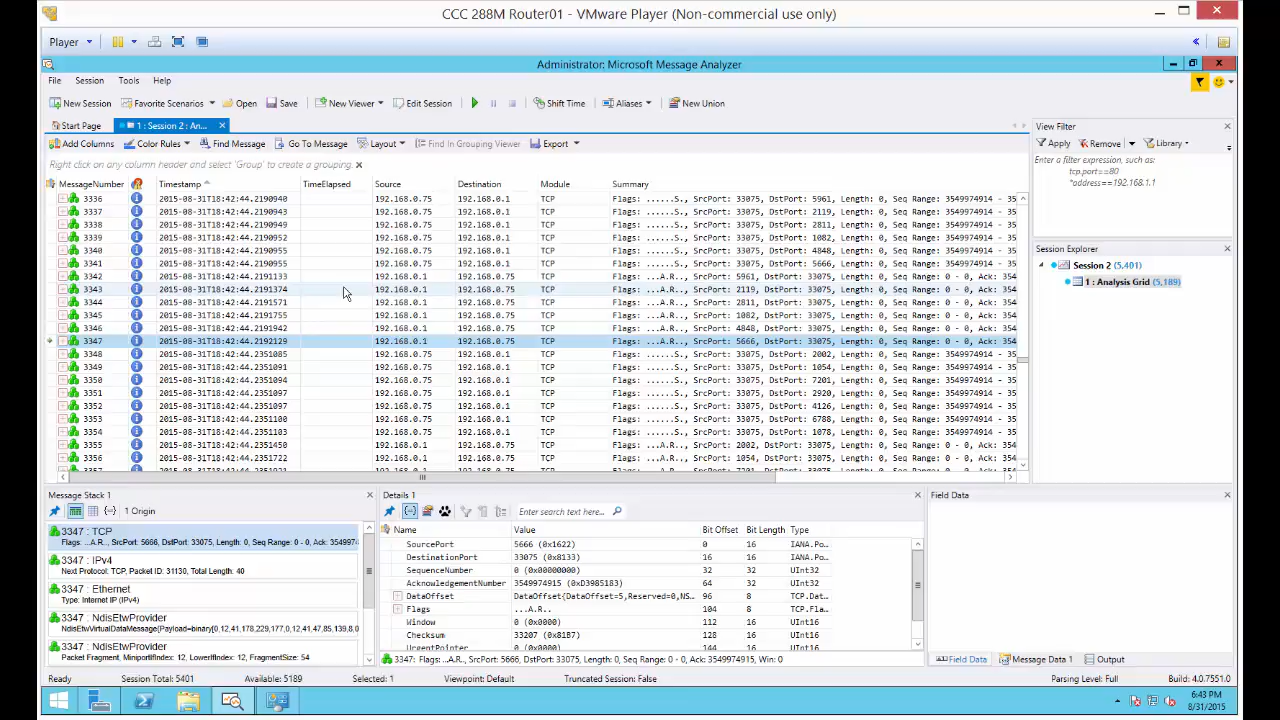 CCC 288M Router01 - VMware Player (Non-commercial use only)
Player
Administrator: Microsoft Message Analyzer
File Session Tools Help
New Session Favorite Scenarios Open Save New Viewer Edit Session Shift Time Aliases New Union
Start Page 1 : Session 2 : An...
Add Columns Color Rules Find Message Go To Message Layout Find In Grouping Viewer Export
Right click on any column header and select 'Group' to create a grouping.
MessageNumber Timestamp TimeElapsed Source Destination Module Summary
3336 2015-08-31T18:42:44.2190940 192.168.0.75 192.168.0.1 TCP Flags: ......S., SrcPort: 33075, DstPort: 5961, Length: 0, Seq Range: 3549974914 - 35
3337 2015-08-31T18:42:44.2190943 192.168.0.75 192.168.0.1 TCP Flags: ......S., SrcPort: 33075, DstPort: 2119, Length: 0, Seq Range: 3549974914 - 35
3338 2015-08-31T18:42:44.2190949 192.168.0.75 192.168.0.1 TCP Flags: ......S., SrcPort: 33075, DstPort: 2811, Length: 0, Seq Range: 3549974914 - 35
3339 2015-08-31T18:42:44.2190952 192.168.0.75 192.168.0.1 TCP Flags: ......S., SrcPort: 33075, DstPort: 1082, Length: 0, Seq Range: 3549974914 - 35
3340 2015-08-31T18:42:44.2190955 192.168.0.75 192.168.0.1 TCP Flags: ......S., SrcPort: 33075, DstPort: 4848, Length: 0, Seq Range: 3549974914 - 35
3341 2015-08-31T18:42:44.2190955 192.168.0.75 192.168.0.1 TCP Flags: ......S., SrcPort: 33075, DstPort: 5666, Length: 0, Seq Range: 3549974914 - 35
3342 2015-08-31T18:42:44.2191133 192.168.0.1 192.168.0.75 TCP Flags: ...A.R.., SrcPort: 5961, DstPort: 33075, Length: 0, Seq Range: 0 - 0, Ack: 354
3343 2015-08-31T18:42:44.2191374 192.168.0.1 192.168.0.75 TCP Flags: ...A.R.., SrcPort: 2119, DstPort: 33075, Length: 0, Seq Range: 0 - 0, Ack: 354
3344 2015-08-31T18:42:44.2191571 192.168.0.1 192.168.0.75 TCP Flags: ...A.R.., SrcPort: 2811, DstPort: 33075, Length: 0, Seq Range: 0 - 0, Ack: 354
3345 2015-08-31T18:42:44.2191755 192.168.0.1 192.168.0.75 TCP Flags: ...A.R.., SrcPort: 1082, DstPort: 33075, Length: 0, Seq Range: 0 - 0, Ack: 354
3346 2015-08-31T18:42:44.2191942 192.168.0.1 192.168.0.75 TCP Flags: ...A.R.., SrcPort: 4848, DstPort: 33075, Length: 0, Seq Range: 0 - 0, Ack: 354
3347 2015-08-31T18:42:44.2192129 192.168.0.1 192.168.0.75 TCP Flags: ...A.R.., SrcPort: 5666, DstPort: 33075, Length: 0, Seq Range: 0 - 0, Ack: 354
3348 2015-08-31T18:42:44.2351085 192.168.0.75 192.168.0.1 TCP Flags: ......S., SrcPort: 33075, DstPort: 2002, Length: 0, Seq Range: 3549974914 - 35
3349 2015-08-31T18:42:44.2351091 192.168.0.75 192.168.0.1 TCP Flags: ......S., SrcPort: 33075, DstPort: 1054, Length: 0, Seq Range: 3549974914 - 35
3350 2015-08-31T18:42:44.2351094 192.168.0.75 192.168.0.1 TCP Flags: ......S., SrcPort: 33075, DstPort: 7201, Length: 0, Seq Range: 3549974914 - 35
3351 2015-08-31T18:42:44.2351097 192.168.0.75 192.168.0.1 TCP Flags: ......S., SrcPort: 33075, DstPort: 2920, Length: 0, Seq Range: 3549974914 - 35
3352 2015-08-31T18:42:44.2351097 192.168.0.75 192.168.0.1 TCP Flags: ......S., SrcPort: 33075, DstPort: 4126, Length: 0, Seq Range: 3549974914 - 35
3353 2015-08-31T18:42:44.2351100 192.168.0.75 192.168.0.1 TCP Flags: ......S., SrcPort: 33075, DstPort: 6788, Length: 0, Seq Range: 3549974914 - 35
3354 2015-08-31T18:42:44.2351103 192.168.0.75 192.168.0.1 TCP Flags: ......S., SrcPort: 33075, DstPort: 1078, Length: 0, Seq Range: 3549974914 - 35
3355 2015-08-31T18:42:44.2351450 192.168.0.1 192.168.0.75 TCP Flags: ...A.R.., SrcPort: 2002, DstPort: 33075, Length: 0, Seq Range: 0 - 0, Ack: 354
3356 2015-08-31T18:42:44.2351722 192.168.0.1 192.168.0.75 TCP Flags: ...A.R.., SrcPort: 1054, DstPort: 33075, Length: 0, Seq Range: 0 - 0, Ack: 354
View Filter
Apply Remove Library
Enter a filter expression, such as:
tcp.port==80
*address==192.168.1.1
Session Explorer
Session 2 (5,401)
1 : Analysis Grid (5,189)
Message Stack 1
1 Origin
3347 : TCP
Flags: ...A.R.., SrcPort: 5666, DstPort: 33075, Length: 0, Seq Range: 0 - 0, Ack: 3549974
3347 : IPv4
Next Protocol: TCP, Packet ID: 31130, Total Length: 40
3347 : Ethernet
Type: Internet IP (IPv4)
3347 : NdisEtwProvider
NdisEtwVirtualDataMessage{Payload=binary[0,12,41,178,229,177,0,12,41,47,85,139,8,0
3347 : NdisEtwProvider
Packet Fragment, MiniportIfIndex: 12, LowerIfIndex: 12, FragmentSize: 54
Details 1
Enter search text here...
Name Value Bit Offset Bit Length Type
SourcePort 5666 (0x1622) 0 16 IANA.Po..
DestinationPort 33075 (0x8133) 16 16 IANA.Po..
SequenceNumber 0 (0x00000000) 32 32 UInt32
AcknowledgementNumber 3549974915 (0xD3985183) 64 32 UInt32
DataOffset DataOffset{DataOffset=5,Reserved=0,NS.. 96 8 TCP.Dat..
Flags ...A.R.. 104 8 TCP.Fla..
Window 0 (0x0000) 112 16 UInt16
Checksum 33207 (0x81B7) 128 16 UInt16
UrgentPointer 0 (0x0000) 144 16 UInt16
3347: Flags: ...A.R.., SrcPort: 5666, DstPort: 33075, Length: 0, Seq Range: 0 - 0, Ack: 3549974915, Win: 0
Field Data
Field Data Message Data 1 Output
Ready Session Total: 5401 Available: 5189 Selected: 1 Viewpoint: Default Truncated Session: False Parsing Level: Full Build: 4.0.7551.0
6:43 PM
8/31/2015